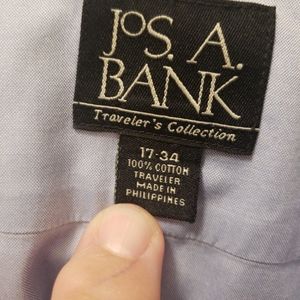 JOS. A.
BANK
Traveler's Collection
17-34
100% COTTON
TRAVELER
MADE IN
PHILIPPINES